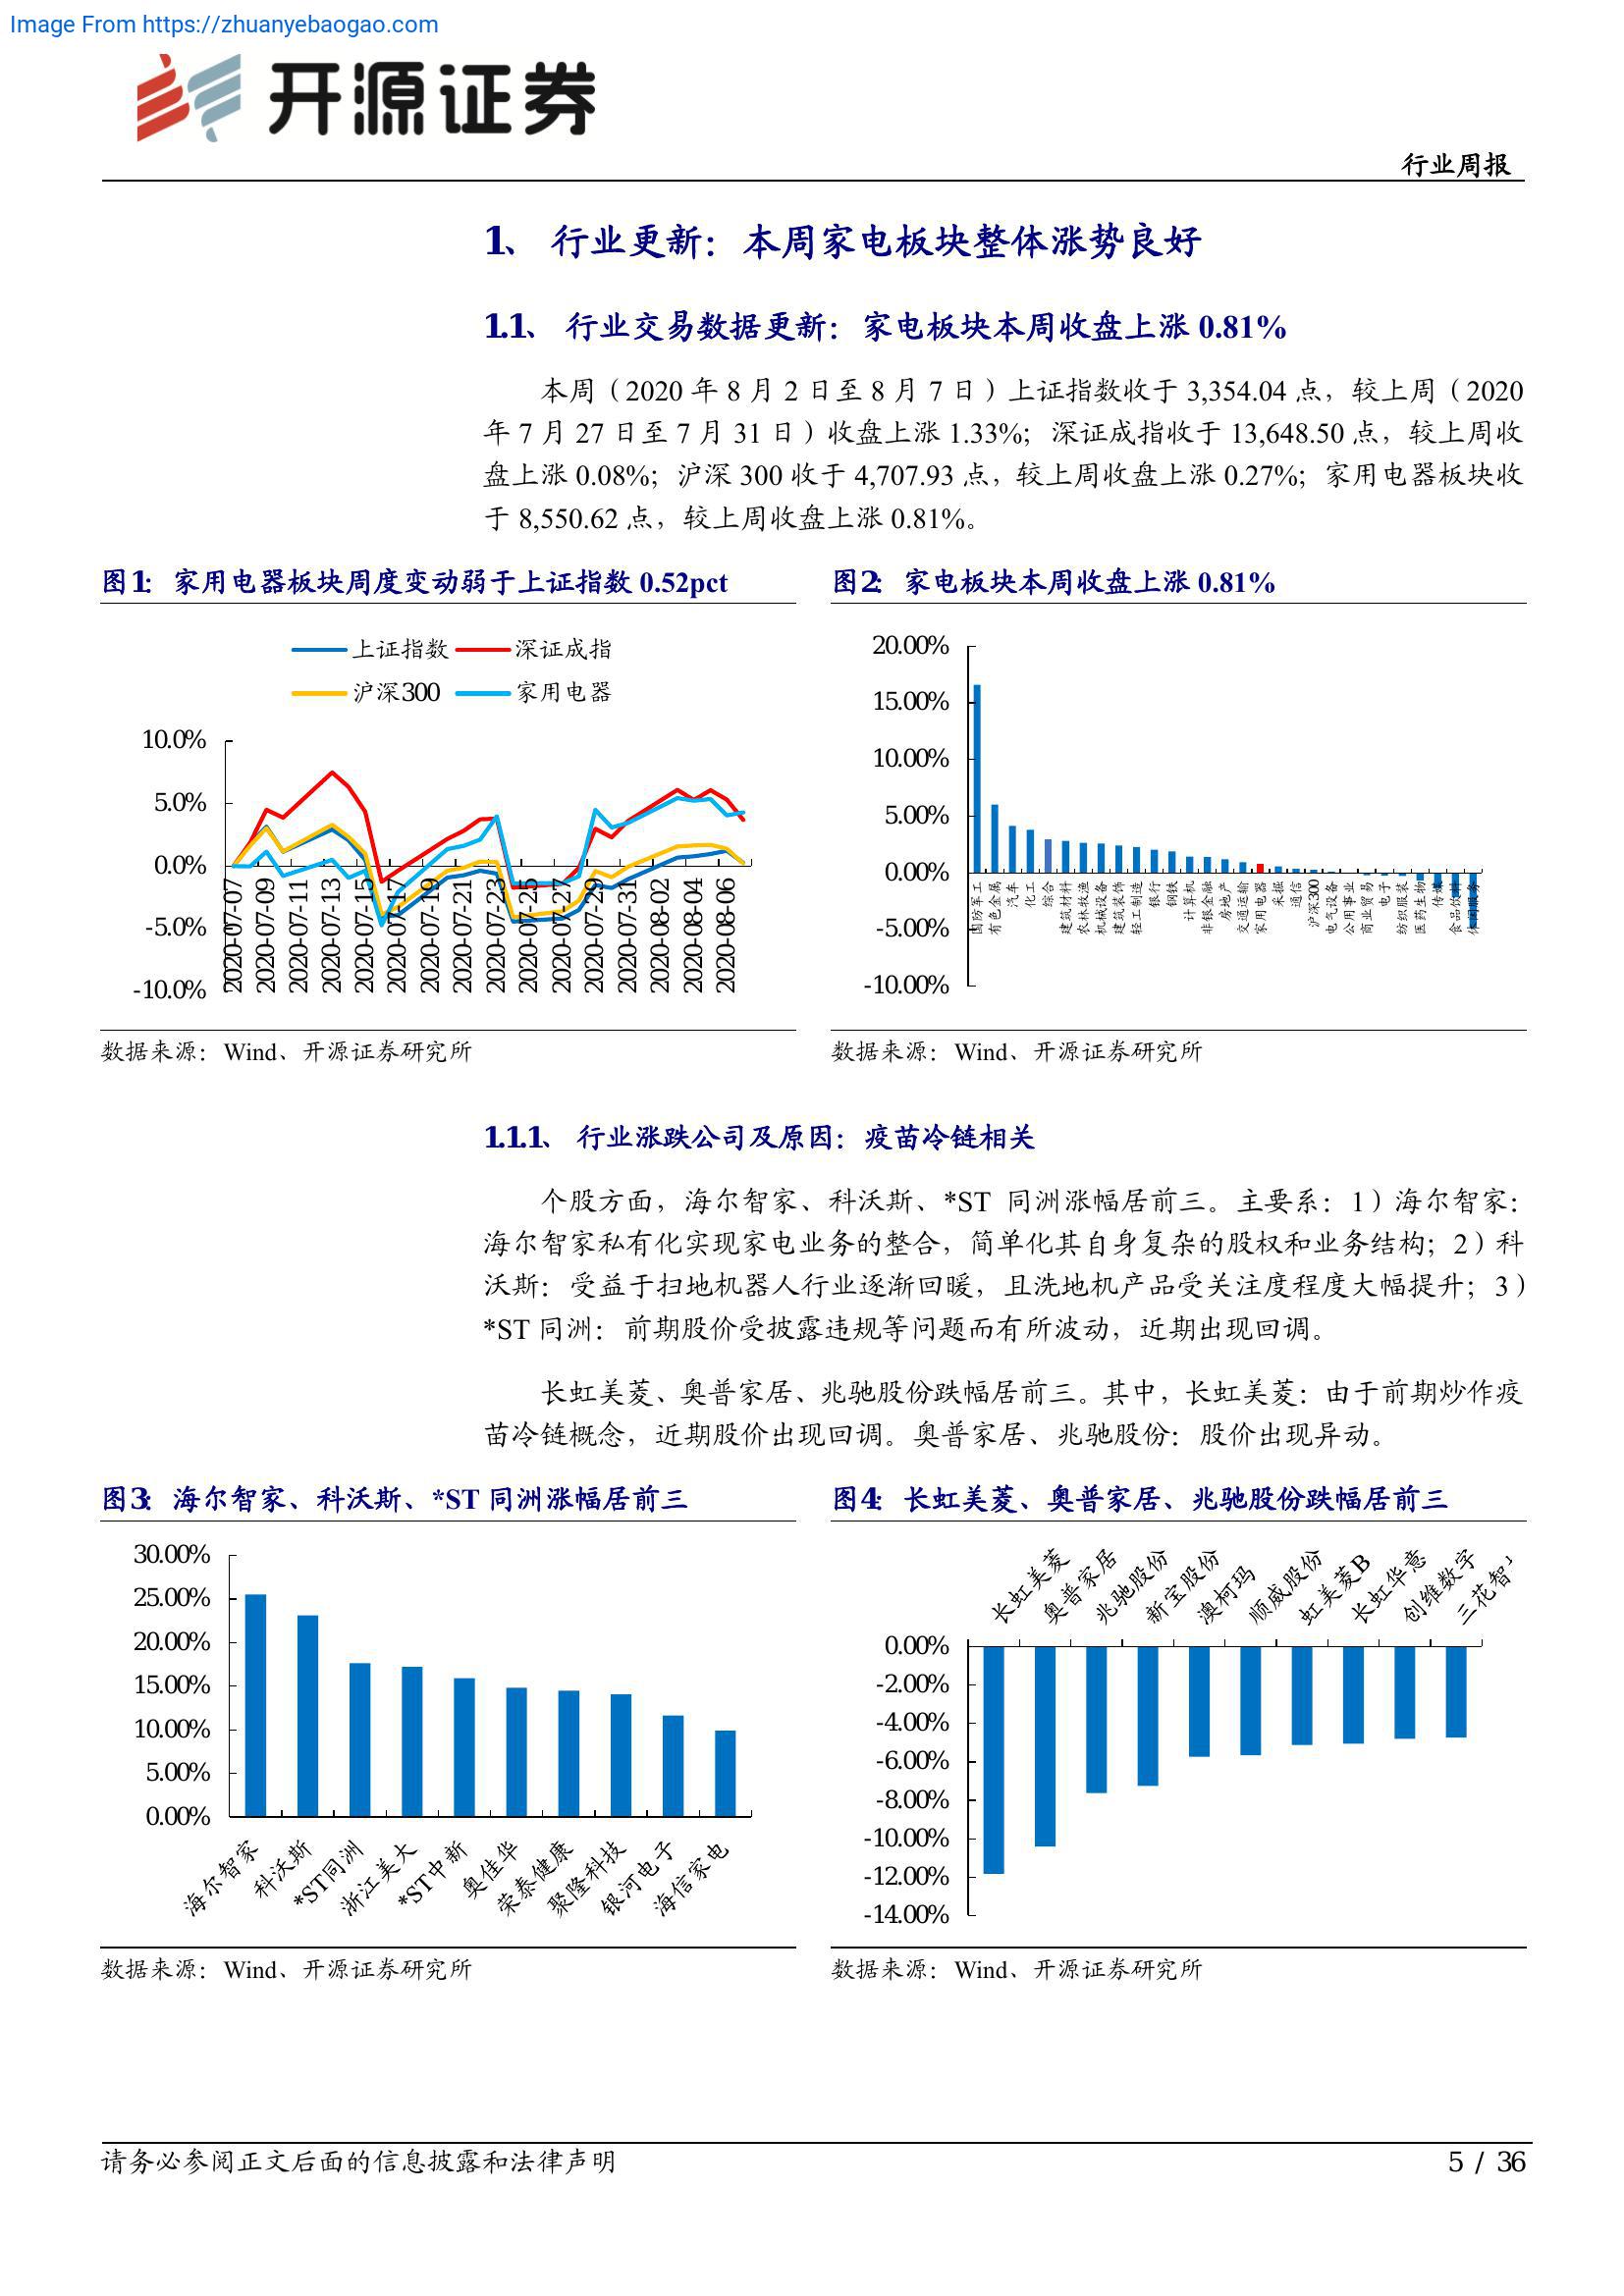 Image From https://zhuanyebaogao.com
开源证券
行业周报
1、 行业更新：本周家电板块整体涨势良好
1.1、 行业交易数据更新：家电板块本周收盘上涨 0.81%
本周（2020 年 8 月 2 日至 8 月 7 日）上证指数收于 3,354.04 点，较上周（2020
年 7 月 27 日至 7 月 31 日）收盘上涨 1.33%；深证成指收于 13,648.50 点，较上周收
盘上涨 0.08%；沪深 300 收于 4,707.93 点，较上周收盘上涨 0.27%；家用电器板块收
于 8,550.62 点，较上周收盘上涨 0.81%。
图1：家用电器板块周度变动弱于上证指数 0.52pct
上证指数 深证成指
沪深300 家用电器
10.0%
5.0%
0.0%
-5.0%
-10.0%
2020-07-07
2020-07-09
2020-07-11
2020-07-13
2020-07-15
2020-07-17
2020-07-19
2020-07-21
2020-07-23
2020-07-25
2020-07-27
2020-07-29
2020-07-31
2020-08-02
2020-08-04
2020-08-06
数据来源：Wind、开源证券研究所
图2：家电板块本周收盘上涨 0.81%
20.00%
15.00%
10.00%
5.00%
0.00%
-5.00%
-10.00%
国防军工
有色金属
汽车
化工
综合
建筑材料
农林牧渔
机械设备
建筑装饰
轻工制造
银行
钢铁
计算机
非银金融
房地产
交通运输
家用电器
采掘
通信
沪深300
电气设备
公用事业
商业贸易
电子
纺织服装
医药生物
传媒
食品饮料
休闲服务
数据来源：Wind、开源证券研究所
1.1.1、 行业涨跌公司及原因：疫苗冷链相关
个股方面，海尔智家、科沃斯、*ST 同洲涨幅居前三。主要系：1）海尔智家：
海尔智家私有化实现家电业务的整合，简单化其自身复杂的股权和业务结构；2）科
沃斯：受益于扫地机器人行业逐渐回暖，且洗地机产品受关注度程度大幅提升；3）
*ST 同洲：前期股价受披露违规等问题而有所波动，近期出现回调。
长虹美菱、奥普家居、兆驰股份跌幅居前三。其中，长虹美菱：由于前期炒作疫
苗冷链概念，近期股价出现回调。奥普家居、兆驰股份：股价出现异动。
图3：海尔智家、科沃斯、*ST 同洲涨幅居前三
30.00%
25.00%
20.00%
15.00%
10.00%
5.00%
0.00%
海尔智家
科沃斯
*ST同洲
浙江美大
*ST中新
奥佳华
荣泰健康
聚隆科技
银河电子
海信家电
数据来源：Wind、开源证券研究所
图4：长虹美菱、奥普家居、兆驰股份跌幅居前三
长虹美菱
奥普家居
兆驰股份
新宝股份
澳柯玛
顺威股份
虹美菱B
长虹华意
创维数字
三花智
0.00%
-2.00%
-4.00%
-6.00%
-8.00%
-10.00%
-12.00%
-14.00%
数据来源：Wind、开源证券研究所
请务必参阅正文后面的信息披露和法律声明
5 / 36